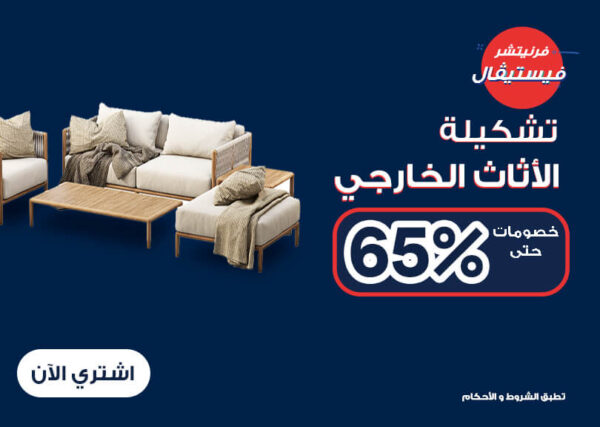 فرنيتشر
فيستيڤال
تشكيلة
الأثاث الخارجي
خصومات
حتى
65%
اشتري الآن
تطبق الشروط و الأحكام